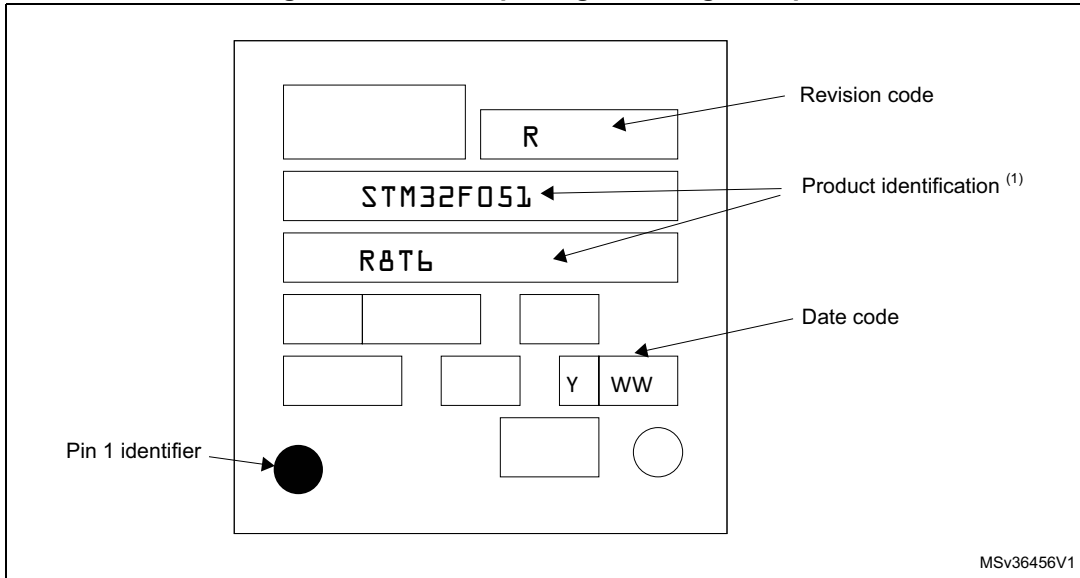 Revision code
R
STM32F051
Product identification (1)
R8T6
Date code
Y WW
Pin 1 identifier
MSv36456V1